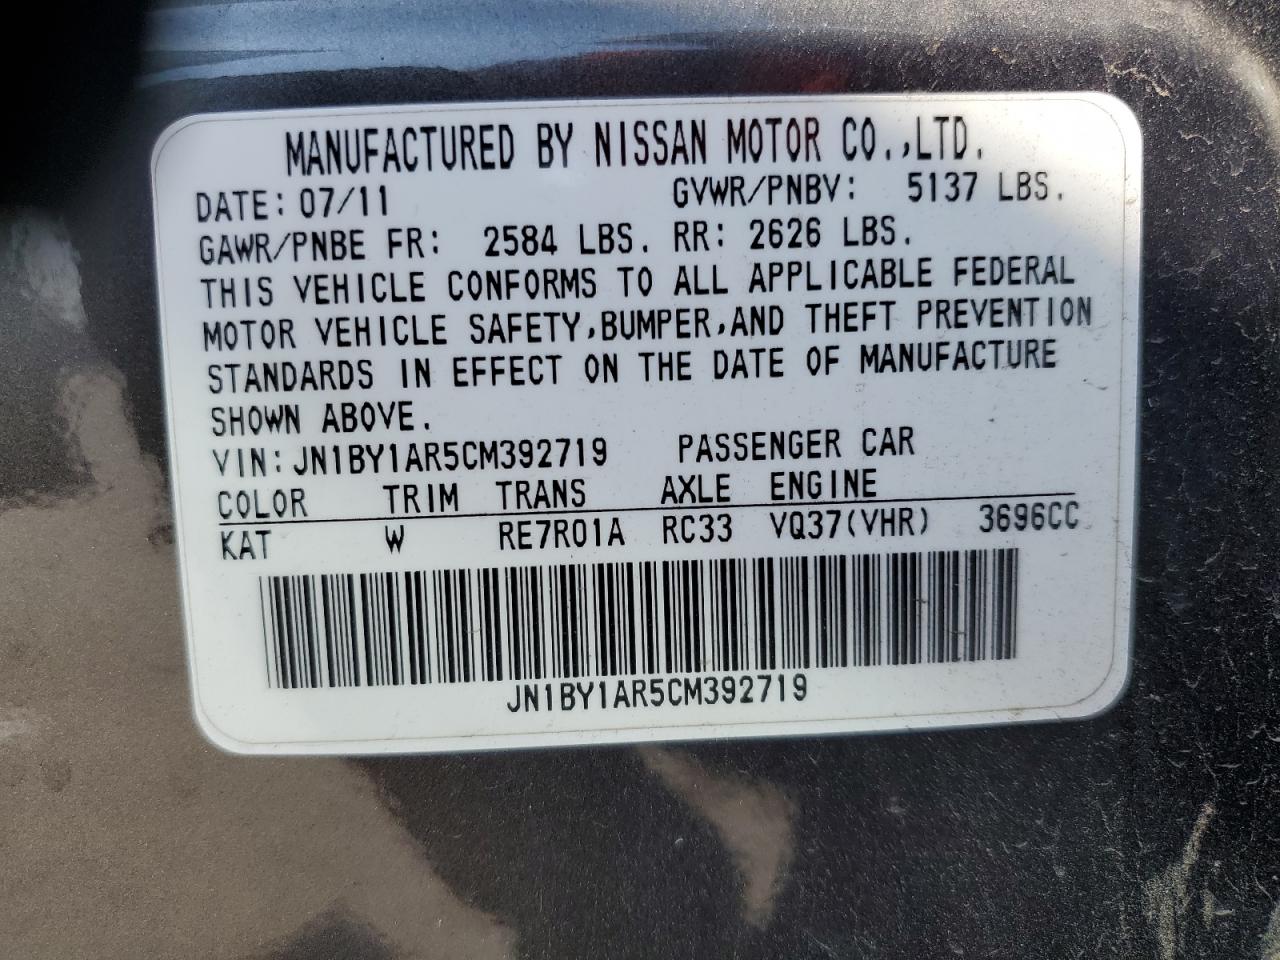 MANUFACTURED BY NISSAN MOTOR CO.,LTD.
DATE: 07/11 GVWR/PNBV: 5137 LBS.
GAWR/PNBE FR: 2584 LBS. RR: 2626 LBS.
THIS VEHICLE CONFORMS TO ALL APPLICABLE FEDERAL
MOTOR VEHICLE SAFETY,BUMPER,AND THEFT PREVENTION
STANDARDS IN EFFECT ON THE DATE OF MANUFACTURE
SHOWN ABOVE.
VIN: JN1BY1AR5CM392719 PASSENGER CAR
COLOR TRIM TRANS AXLE ENGINE
KAT W RE7R01A RC33 VQ37(VHR) 3696CC
JN1BY1AR5CM392719